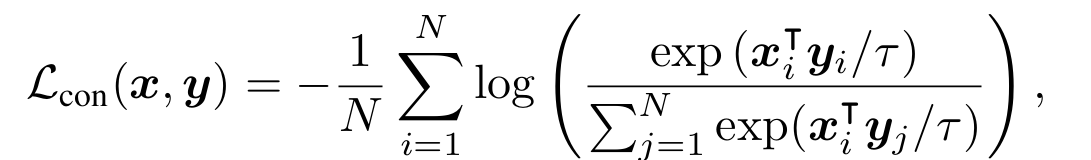 $\mathcal{L}_{\text{con}}(\boldsymbol{x}, \boldsymbol{y}) = -\frac{1}{N} \sum_{i=1}^{N} \log \left( \frac{\exp\left(\boldsymbol{x}_i^{\intercal} \boldsymbol{y}_i / \tau\right)}{\sum_{j=1}^{N} \exp(\boldsymbol{x}_i^{\intercal} \boldsymbol{y}_j / \tau)} \right),$